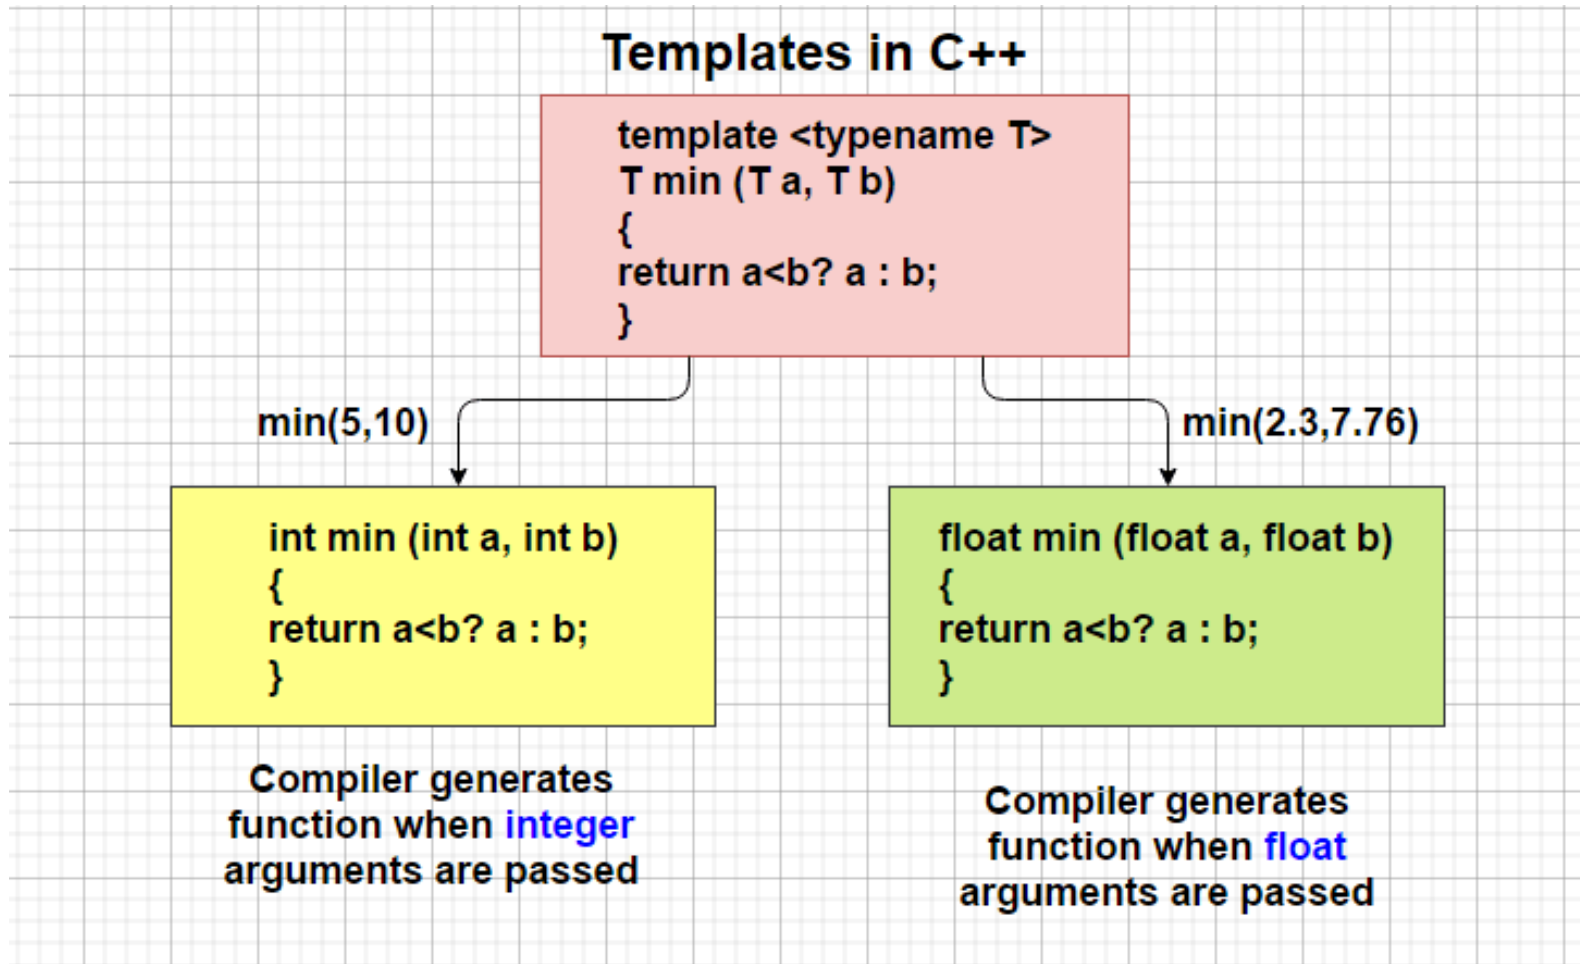 Templates in C++
template <typename T>
T min (T a, T b)
{
return a<b? a : b;
}
min(5,10)
min(2.3,7.76)
int min (int a, int b)
{
return a<b? a : b;
}
float min (float a, float b)
{
return a<b? a : b;
}
Compiler generates
function when integer
arguments are passed
Compiler generates
function when float
arguments are passed